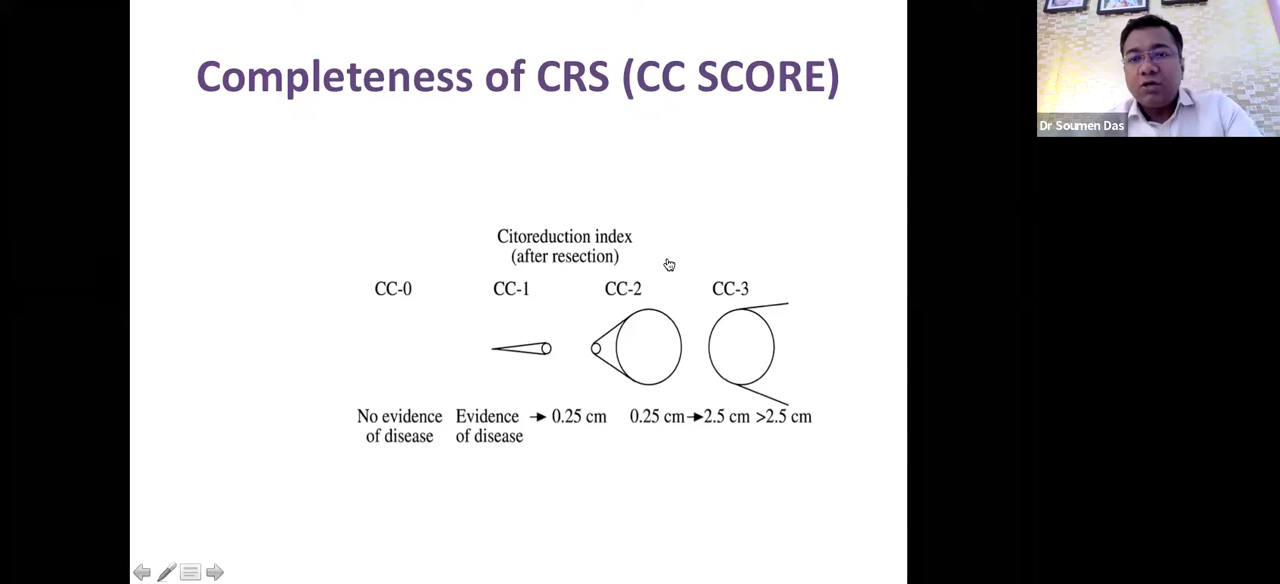 Completeness of CRS (CC SCORE)
Dr Soumen Das
Citoreduction index
(after resection)
CC-0 CC-1 CC-2 CC-3
No evidence Evidence → 0.25 cm 0.25 cm→2.5 cm >2.5 cm
of disease of disease